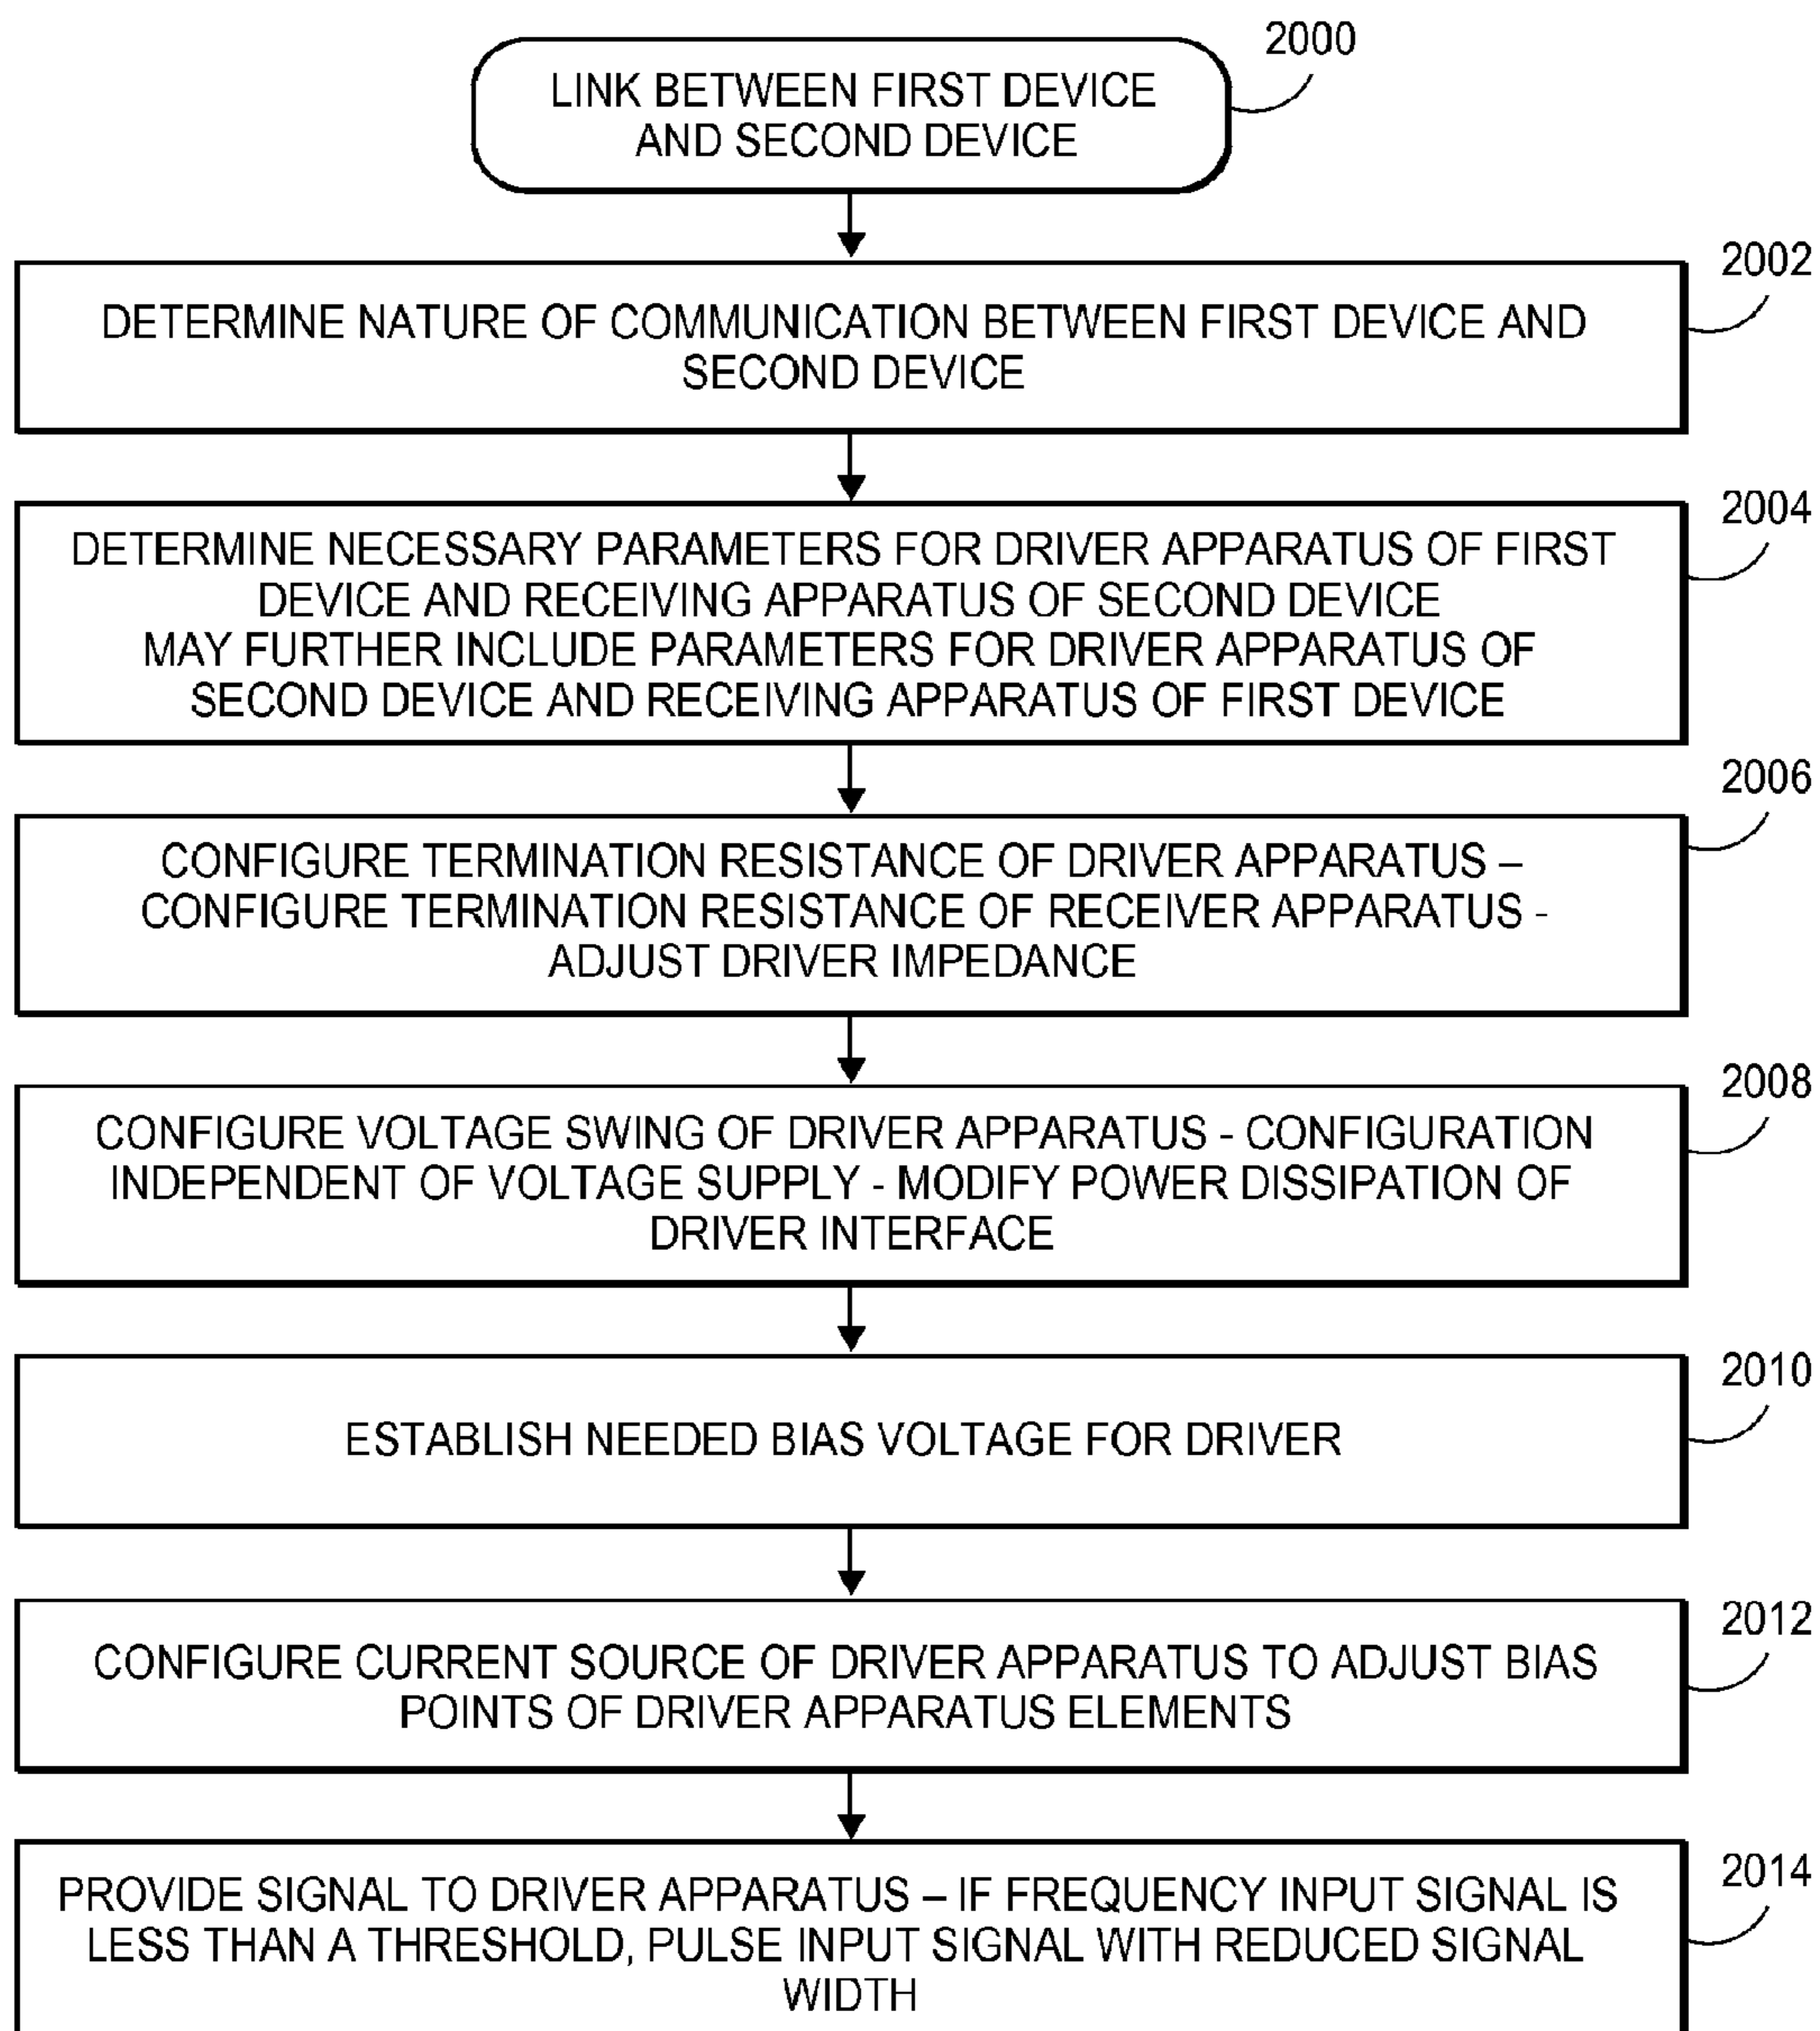 2000
LINK BETWEEN FIRST DEVICE
AND SECOND DEVICE
2002
DETERMINE NATURE OF COMMUNICATION BETWEEN FIRST DEVICE AND
SECOND DEVICE
2004
DETERMINE NECESSARY PARAMETERS FOR DRIVER APPARATUS OF FIRST
DEVICE AND RECEIVING APPARATUS OF SECOND DEVICE
MAY FURTHER INCLUDE PARAMETERS FOR DRIVER APPARATUS OF
SECOND DEVICE AND RECEIVING APPARATUS OF FIRST DEVICE
2006
CONFIGURE TERMINATION RESISTANCE OF DRIVER APPARATUS –
CONFIGURE TERMINATION RESISTANCE OF RECEIVER APPARATUS -
ADJUST DRIVER IMPEDANCE
2008
CONFIGURE VOLTAGE SWING OF DRIVER APPARATUS - CONFIGURATION
INDEPENDENT OF VOLTAGE SUPPLY - MODIFY POWER DISSIPATION OF
DRIVER INTERFACE
2010
ESTABLISH NEEDED BIAS VOLTAGE FOR DRIVER
2012
CONFIGURE CURRENT SOURCE OF DRIVER APPARATUS TO ADJUST BIAS
POINTS OF DRIVER APPARATUS ELEMENTS
2014
PROVIDE SIGNAL TO DRIVER APPARATUS – IF FREQUENCY INPUT SIGNAL IS
LESS THAN A THRESHOLD, PULSE INPUT SIGNAL WITH REDUCED SIGNAL
WIDTH